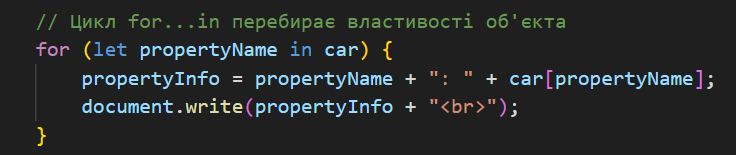 // Цикл for...in перебирає властивості об'єкта
for (let propertyName in car) {
    propertyInfo = propertyName + ": " + car[propertyName];
    document.write(propertyInfo + "<br>");
}